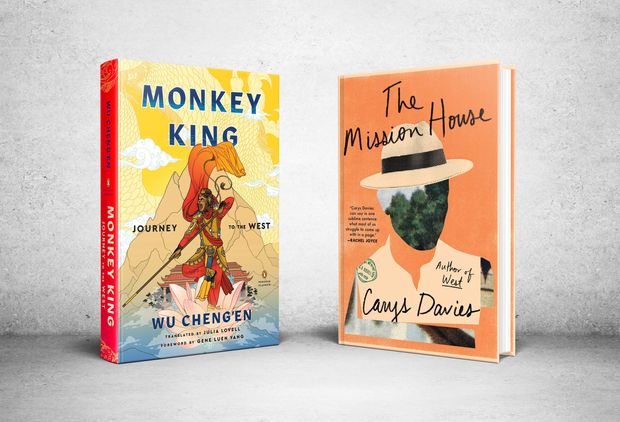 WU CHENG'EN
MONKEY KING
JOURNEY TO THE WEST
MONKEY
KING
JOURNEY TO THE WEST
WU CHENG'EN
TRANSLATED BY JULIA LOVELL
FOREWORD BY GENE LUEN YANG
The
Mission House
"Carys Davies
can say in one
sublime sentence
what most of us
struggle to come
up with in a page."
—RACHEL JOYCE
Author of
West
Carys Davies